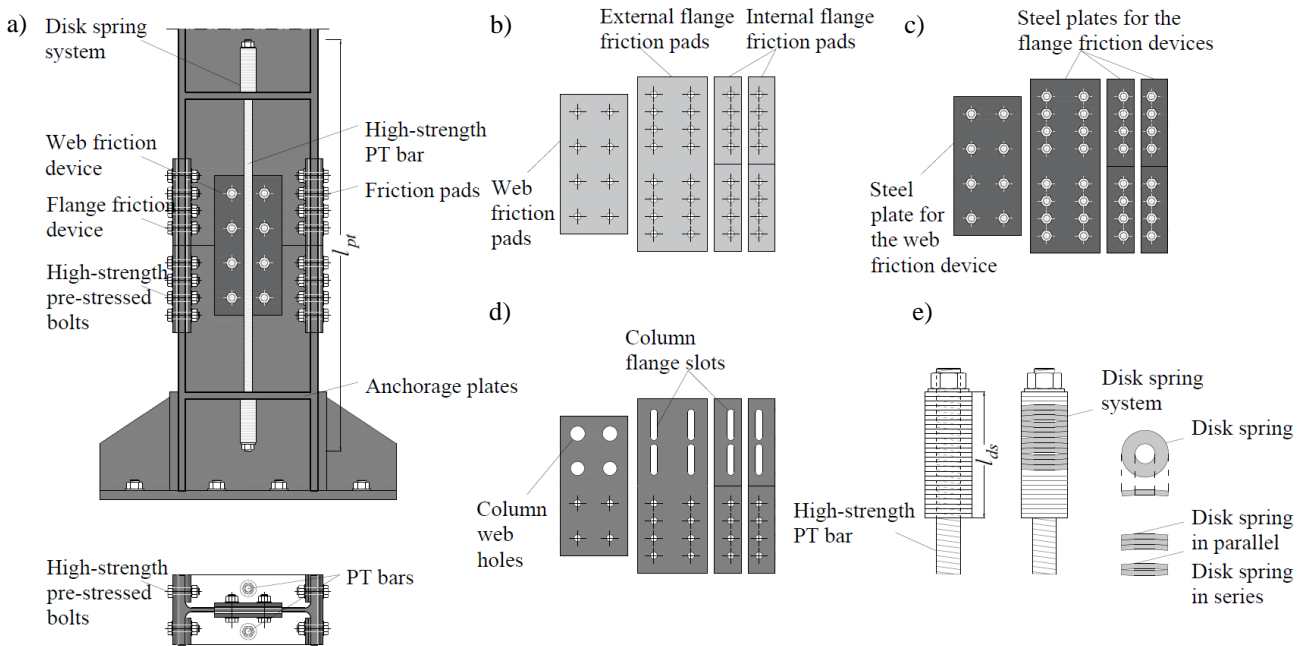 a)
Disk spring
system
Web friction
device
Flange friction
device
High-strength
pre-stressed
bolts
High-strength
PT bar
Friction pads
l_pt
Anchorage plates
High-strength
pre-stressed
bolts
PT bars
b)
External flange
friction pads
Internal flange
friction pads
Web
friction
pads
c)
Steel plates for the
flange friction devices
Steel
plate for
the web
friction device
d)
Column
flange slots
Column
web
holes
e)
Disk spring
system
l_ds
High-strength
PT bar
Disk spring
Disk spring
in parallel
Disk spring
in series